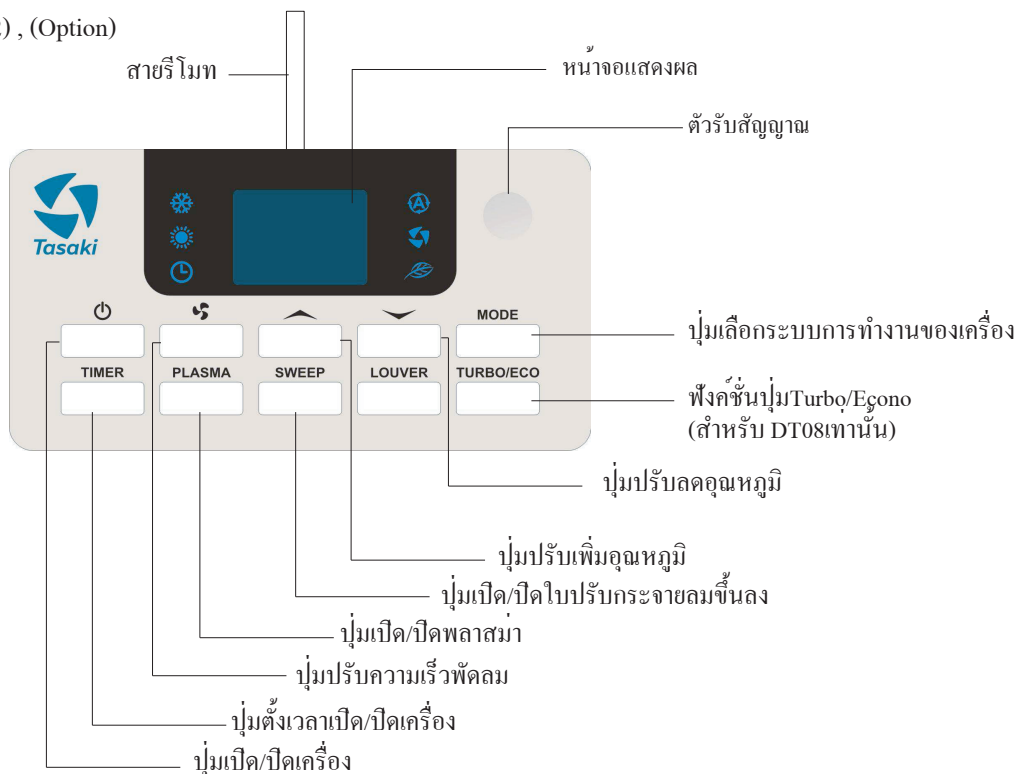 ) , (Option)
สายรีโมท
หน้าจอแสดงผล
ตัวรับสัญญาณ
Tasaki
MODE
ปุ่มเลือกระบบการทำงานของเครื่อง
TIMER PLASMA SWEEP LOUVER TURBO/ECO
ฟังค์ชั่นปุ่มTurbo/Econo
(สำหรับ DT08เท่านั้น)
ปุ่มปรับลดอุณหภูมิ
ปุ่มปรับเพิ่มอุณหภูมิ
ปุ่มเปิด/ปิดใบปรับกระจายลมขึ้นลง
ปุ่มเปิด/ปิดพลาสม่า
ปุ่มปรับความเร็วพัดลม
ปุ่มตั้งเวลาเปิด/ปิดเครื่อง
ปุ่มเปิด/ปิดเครื่อง